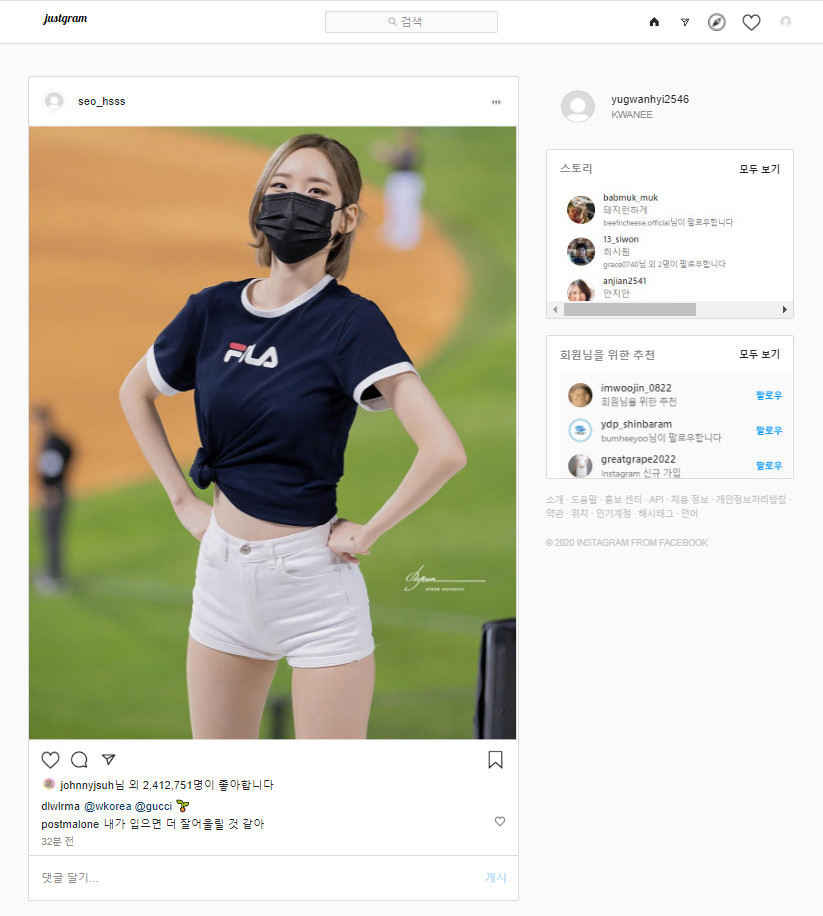 justgram
검색
seo_hsss
FILA
johnnyjsuh님 외 2,412,751명이 좋아합니다
dlwlrma @wkorea @gucci
postmalone 내가 입으면 더 잘어울릴 것 같아
32분 전
댓글 달기...
게시
yugwanhyi2546
KWANEE
스토리
모두 보기
babmuk_muk
돼지런하게
beefncheese.official님이 팔로우합니다
13_siwon
최시원
grace0740님 외 2명이 팔로우합니다
anjian2541
안지안
회원님을 위한 추천
모두 보기
imwoojin_0822
회원님을 위한 추천
팔로우
ydp_shinbaram
bumheeyoo님이 팔로우합니다
팔로우
greatgrape2022
Instagram 신규 가입
팔로우
소개 · 도움말 · 홍보 센터 · API · 채용 정보 · 개인정보처리방침 ·
약관 · 위치 · 인기계정 · 해시태그 · 언어
© 2020 INSTAGRAM FROM FACEBOOK